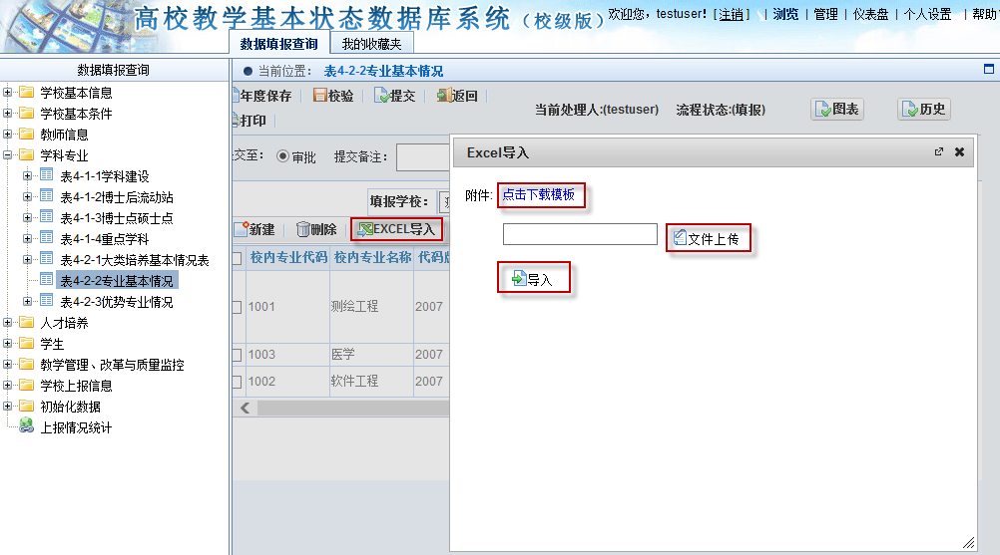 高校教学基本状态数据库系统（校级版）
欢迎您，testuser! [注销] | 浏览 | 管理 | 仪表盘 | 个人设置 | 帮助
数据填报查询 我的收藏夹
数据填报查询
学校基本信息
学校基本条件
教师信息
学科专业
表4-1-1学科建设
表4-1-2博士后流动站
表4-1-3博士点硕士点
表4-1-4重点学科
表4-2-1大类培养基本情况表
表4-2-2专业基本情况
表4-2-3优势专业情况
人才培养
学生
教学管理、改革与质量监控
学校上报信息
初始化数据
上报情况统计
当前位置： 表4-2-2专业基本情况
年度保存 校验 提交 返回
打印
当前处理人:(testuser) 流程状态:(填报) 图表 历史
交至： 审批 提交备注：
填报学校：
新建 删除 EXCEL导入
校内专业代码 校内专业名称 代码
1001 测绘工程 2007
1003 医学 2007
1002 软件工程 2007
Excel导入
附件: 点击下载模板
文件上传
导入